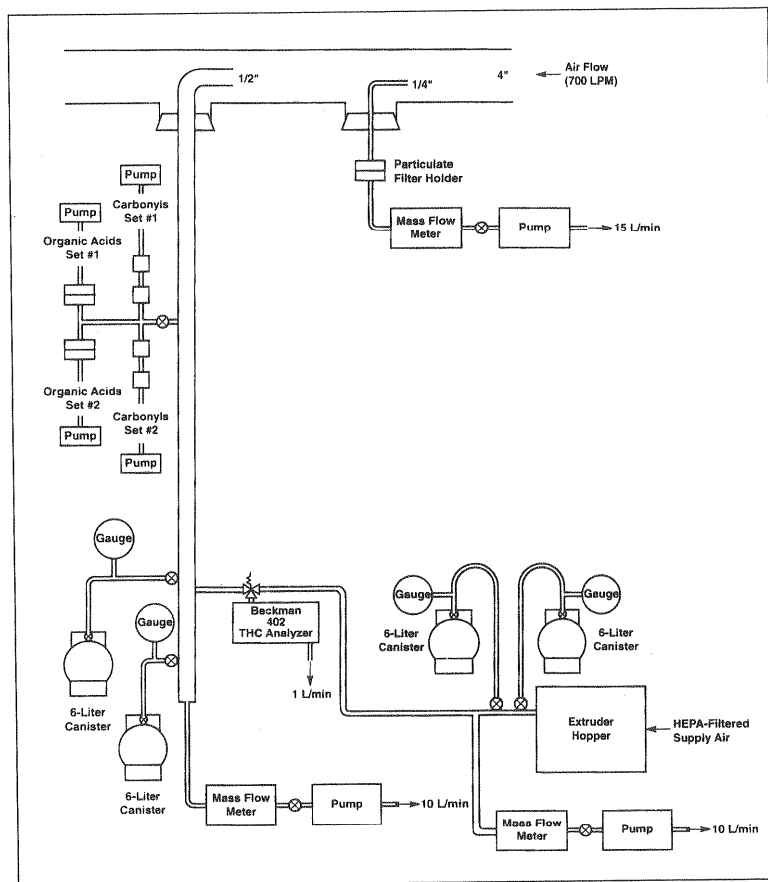 1/2"
1/4"
4"
Air Flow
(700 LPM)
Particulate
Filter Holder
Mass Flow
Meter
Pump
15 L/min
Pump
Carbonyls
Set #1
Pump
Organic Acids
Set #1
Organic Acids
Set #2
Pump
Carbonyls
Set #2
Pump
Gauge
Gauge
6-Liter
Canister
6-Liter
Canister
Beckman
402
THC Analyzer
1 L/min
Gauge
Gauge
6-Liter
Canister
6-Liter
Canister
Extruder
Hopper
HEPA-Filtered
Supply Air
Mass Flow
Meter
Pump
10 L/min
Mass Flow
Meter
Pump
10 L/min